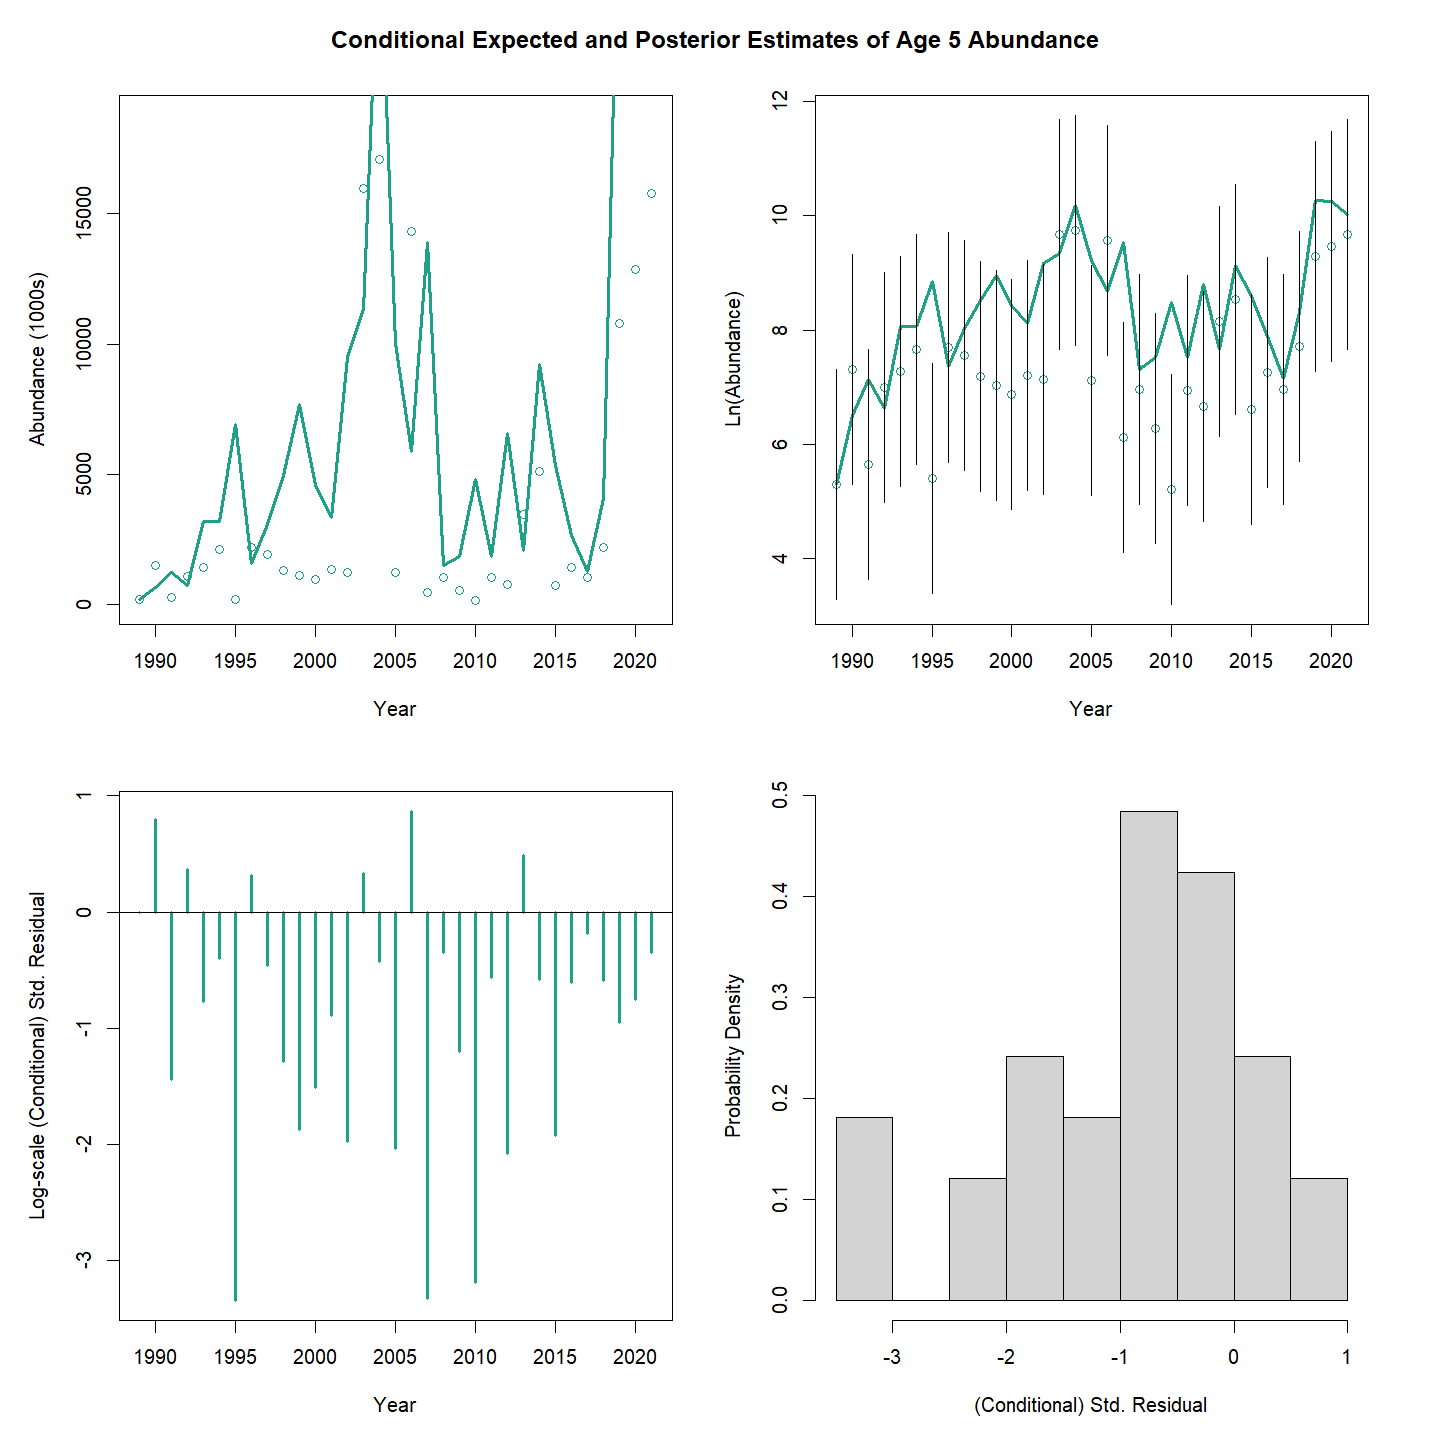 Conditional Expected and Posterior Estimates of Age 5 Abundance
Abundance (1000s)
0
5000
10000
15000
1990 1995 2000 2005 2010 2015 2020
Year
Ln(Abundance)
4
6
8
10
12
1990 1995 2000 2005 2010 2015 2020
Year
Log-scale (Conditional) Std. Residual
-3
-2
-1
0
1
1990 1995 2000 2005 2010 2015 2020
Year
Probability Density
0.0
0.1
0.2
0.3
0.4
0.5
-3 -2 -1 0 1
(Conditional) Std. Residual